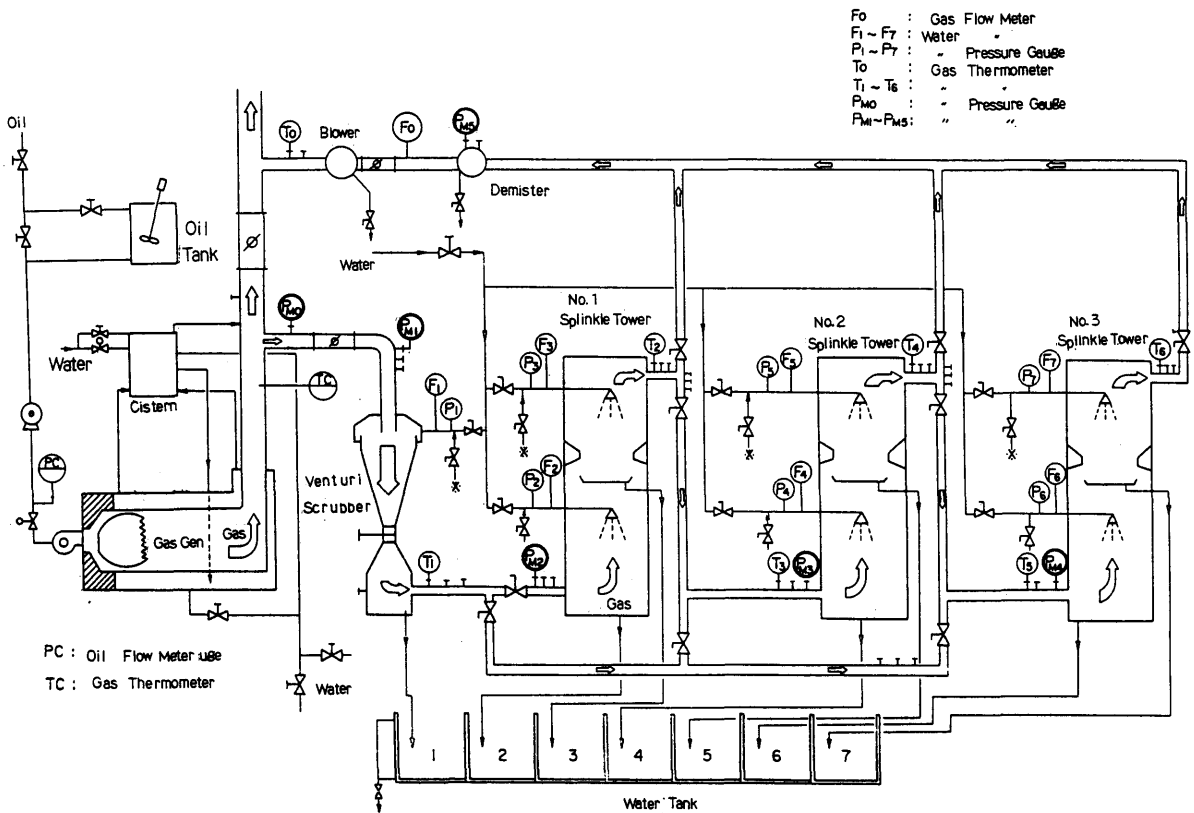 Fo : Gas Flow Meter
F1 ~ F7 : Water "
P1 ~ P7 : " Pressure Gauge
To : Gas Thermometer
T1 ~ T6 : " "
PM0 : " Pressure Gauge
PM1~PM5: " "
Oil
To
Blower
Fo
PM5
Demister
Oil
Tank
Water
PM0
PM1
No. 1
Splinkle Tower
No.2
Splinkle Tower
No.3
Splinkle Tower
Water
Cistern
TC
F1
P1
P3
F3
T2
P5
F5
T4
P7
F7
T6
PC
Venturi
Scrubber
P2
F2
P4
F4
P6
F6
Gas Gen
Gas
T1
PM2
Gas
T3
PM3
T5
PM4
PC : Oil Flow Meter uge
TC : Gas Thermometer
Water
1 2 3 4 5 6 7
Water Tank